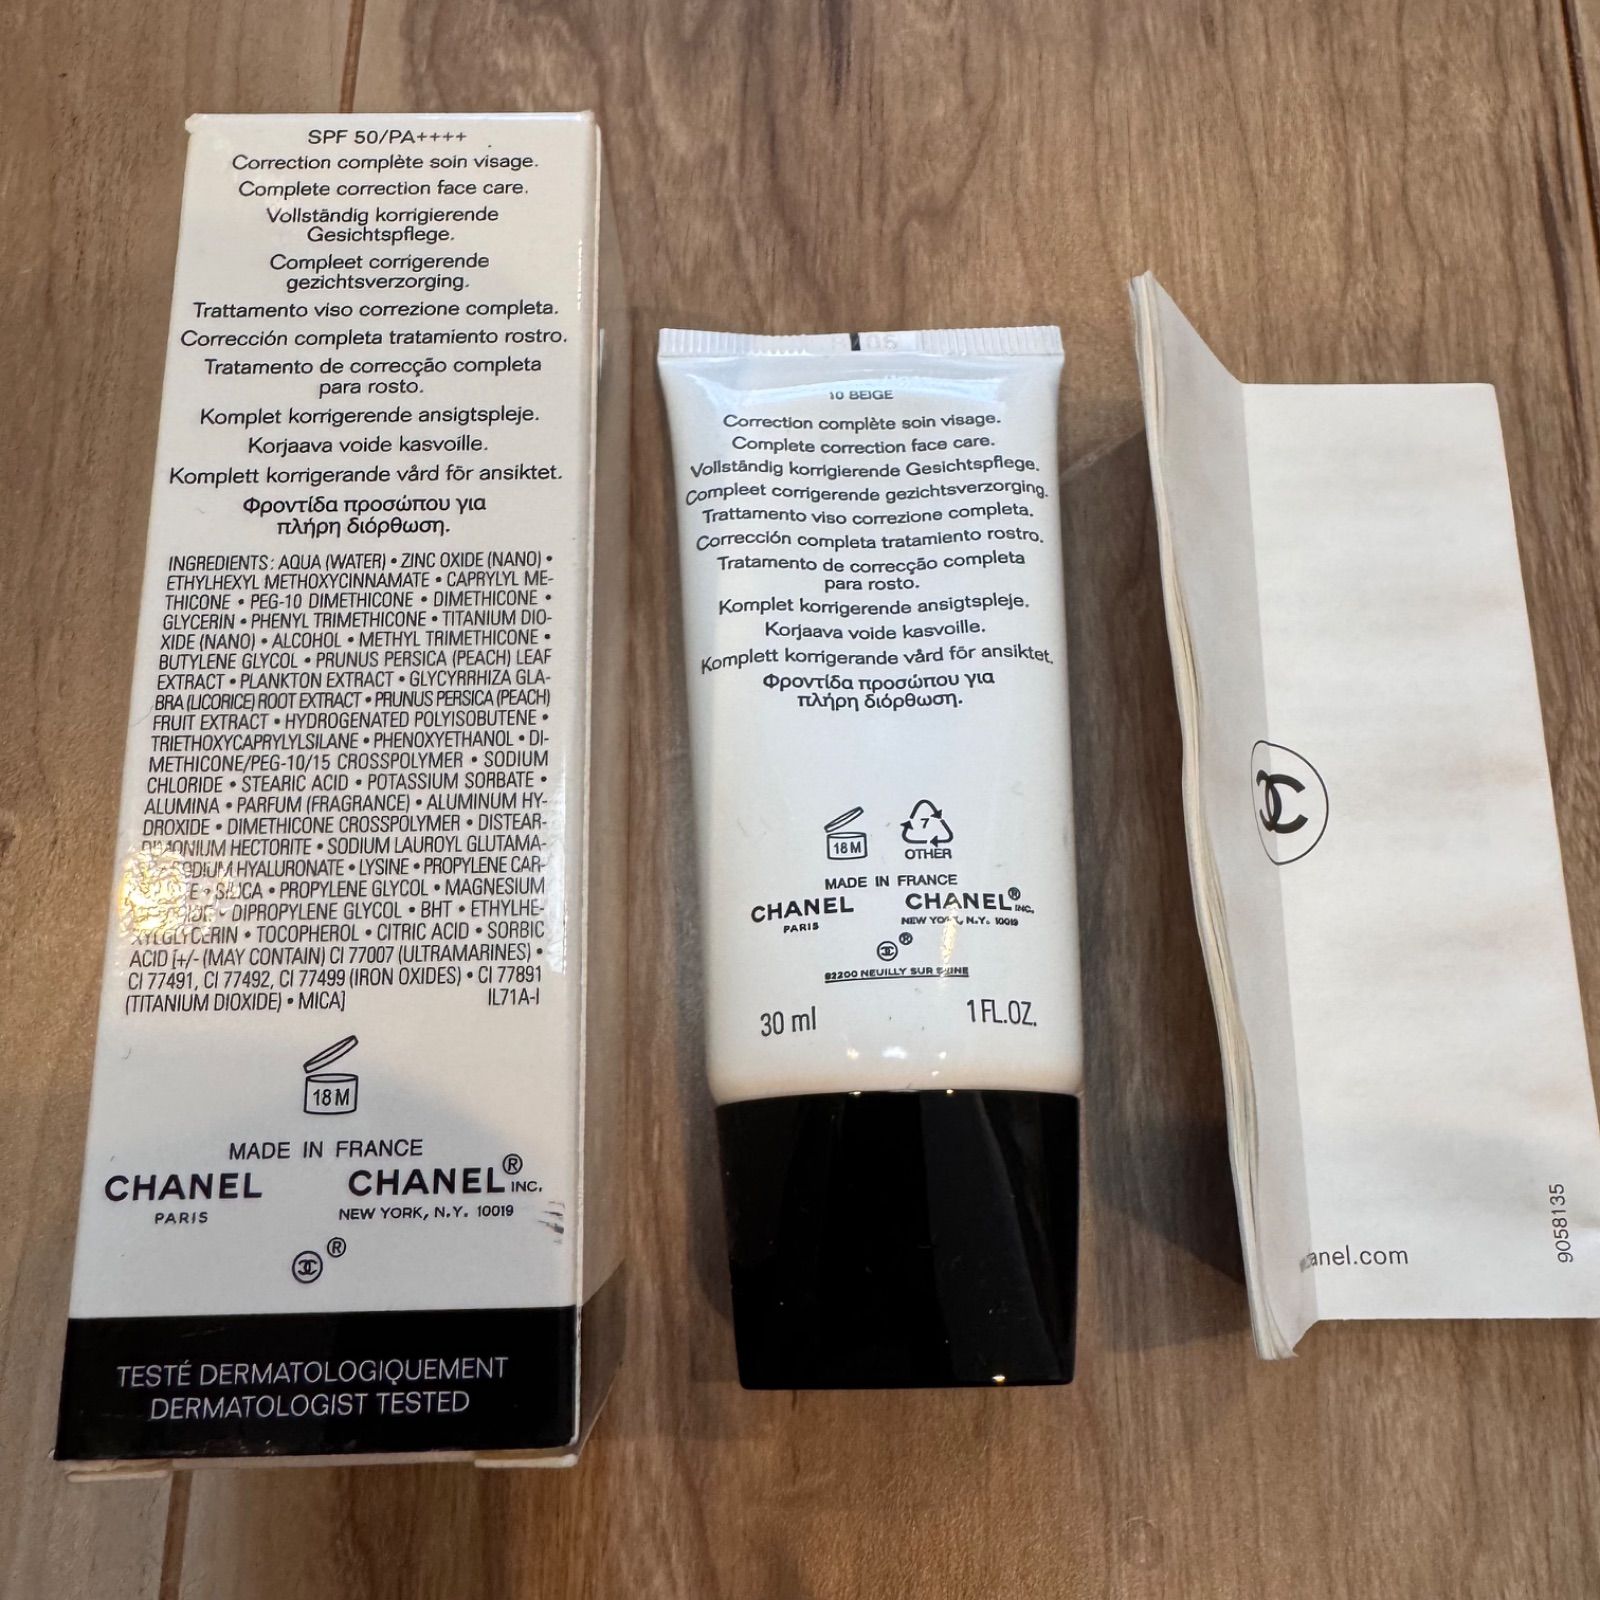 SPF 50/PA++++
Correction complète soin visage.
Complete correction face care.
Vollständig korrigierende
Gesichtspflege.
Compleet corrigerende
gezichtsverzorging.
Trattamento viso correzione completa.
Corrección completa tratamiento rostro.
Tratamento de correcção completa
para rosto.
Komplet korrigerende ansigtspleje.
Korjaava voide kasvoille.
Komplett korrigerande vård för ansiktet.
Φροντίδα προσώπου για
πλήρη διόρθωση.
INGREDIENTS: AQUA (WATER) • ZINC OXIDE (NANO) •
ETHYLHEXYL METHOXYCINNAMATE • CAPRYLYL ME-
THICONE • PEG-10 DIMETHICONE • DIMETHICONE •
GLYCERIN • PHENYL TRIMETHICONE • TITANIUM DIO-
XIDE (NANO) • ALCOHOL • METHYL TRIMETHICONE •
BUTYLENE GLYCOL • PRUNUS PERSICA (PEACH) LEAF
EXTRACT • PLANKTON EXTRACT • GLYCYRRHIZA GLA-
BRA (LICORICE) ROOT EXTRACT • PRUNUS PERSICA (PEACH)
FRUIT EXTRACT • HYDROGENATED POLYISOBUTENE •
TRIETHOXYCAPRYLYLSILANE • PHENOXYETHANOL • DI-
METHICONE/PEG-10/15 CROSSPOLYMER • SODIUM
CHLORIDE • STEARIC ACID • POTASSIUM SORBATE •
ALUMINA • PARFUM (FRAGRANCE) • ALUMINUM HY-
DROXIDE • DIMETHICONE CROSSPOLYMER • DISTEAR-
DIMONIUM HECTORITE • SODIUM LAUROYL GLUTAMA-
SODIUM HYALURONATE • LYSINE • PROPYLENE CAR-
• SILICA • PROPYLENE GLYCOL • MAGNESIUM
• DIPROPYLENE GLYCOL • BHT • ETHYLHE-
XYLGLYCERIN • TOCOPHEROL • CITRIC ACID • SORBIC
ACID [+/- (MAY CONTAIN) CI 77007 (ULTRAMARINES) •
CI 77491, CI 77492, CI 77499 (IRON OXIDES) • CI 77891
(TITANIUM DIOXIDE) • MICA] IL71A-I
18 M
MADE IN FRANCE
CHANEL CHANEL® INC.
PARIS NEW YORK, N.Y. 10019
®
TESTÉ DERMATOLOGIQUEMENT
DERMATOLOGIST TESTED
10 BEIGE
Correction complète soin visage.
Complete correction face care.
Vollständig korrigierende Gesichtspflege.
Compleet corrigerende gezichtsverzorging.
Trattamento viso correzione completa.
Corrección completa tratamiento rostro.
Tratamento de correcção completa
para rosto.
Komplet korrigerende ansigtspleje.
Korjaava voide kasvoille.
Komplett korrigerande vård för ansiktet.
Φροντίδα προσώπου για
πλήρη διόρθωση.
18 M 7
OTHER
MADE IN FRANCE
CHANEL CHANEL® INC.
PARIS NEW YORK, N.Y. 10019
®
92200 NEUILLY SUR SEINE
30 ml 1 FL.OZ.
anel.com
9058135